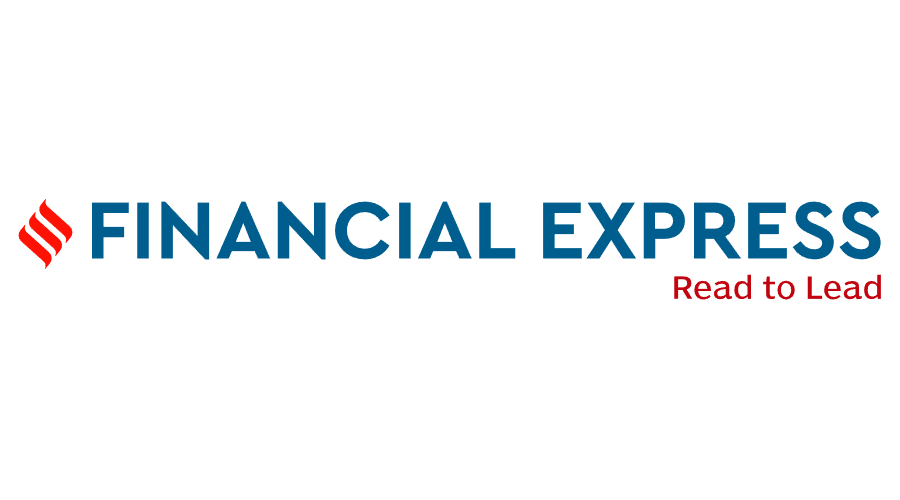 FINANCIAL EXPRESS
Read to Lead